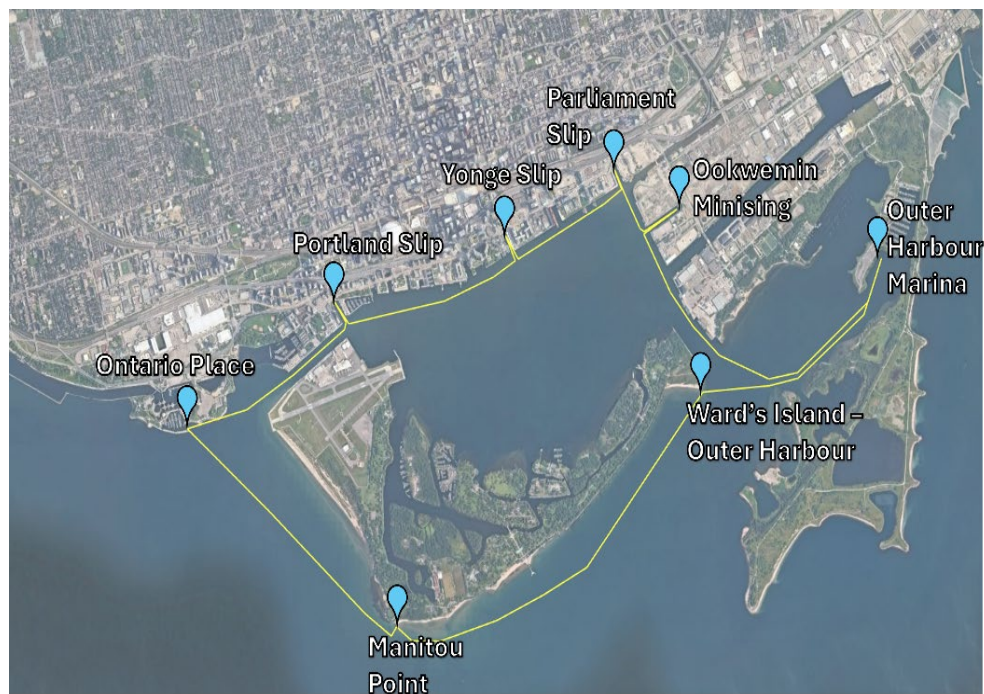 Parliament
Slip
Yonge Slip
Ookwemin
Minising
Outer
Harbour
Marina
Portland Slip
Ontario Place
Ward's Island –
Outer Harbour
Manitou
Point